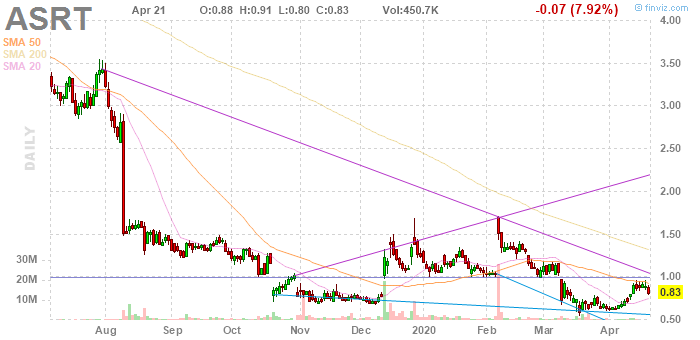 © finviz.com
ASRT Apr 21 O:0.88 H:0.91 L:0.80 C:0.83 Vol:450.7K -0.07 (7.92%)
SMA 50
SMA 200
SMA 20
DAILY
4.00
3.50
3.00
2.50
2.00
1.50
1.00
0.83
0.50
30M
20M
10M
Aug Sep Oct Nov Dec 2020 Feb Mar Apr